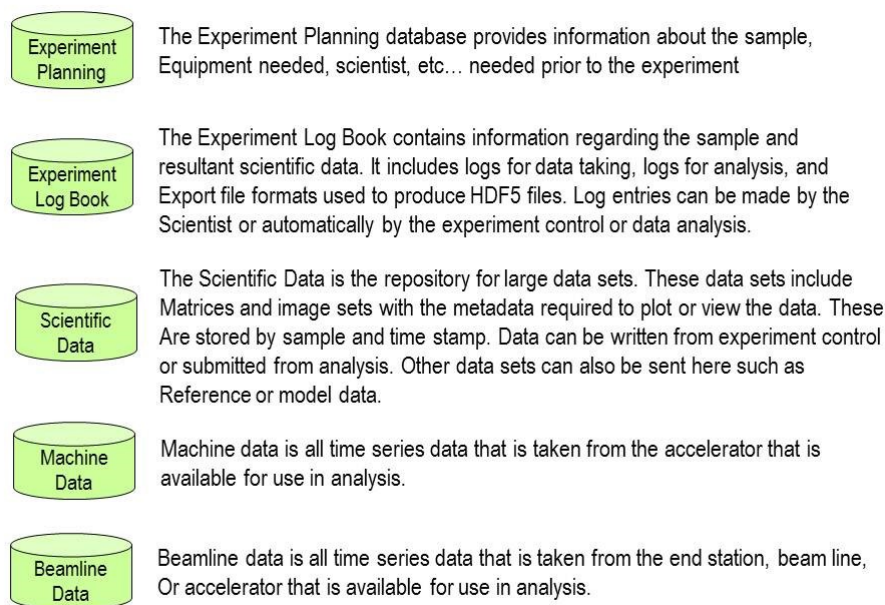 Experiment
Planning
The Experiment Planning database provides information about the sample,
Equipment needed, scientist, etc… needed prior to the experiment
Experiment
Log Book
The Experiment Log Book contains information regarding the sample and
resultant scientific data. It includes logs for data taking, logs for analysis, and
Export file formats used to produce HDF5 files. Log entries can be made by the
Scientist or automatically by the experiment control or data analysis.
Scientific
Data
The Scientific Data is the repository for large data sets. These data sets include
Matrices and image sets with the metadata required to plot or view the data. These
Are stored by sample and time stamp. Data can be written from experiment control
or submitted from analysis. Other data sets can also be sent here such as
Reference or model data.
Machine
Data
Machine data is all time series data that is taken from the accelerator that is
available for use in analysis.
Beamline
Data
Beamline data is all time series data that is taken from the end station, beam line,
Or accelerator that is available for use in analysis.